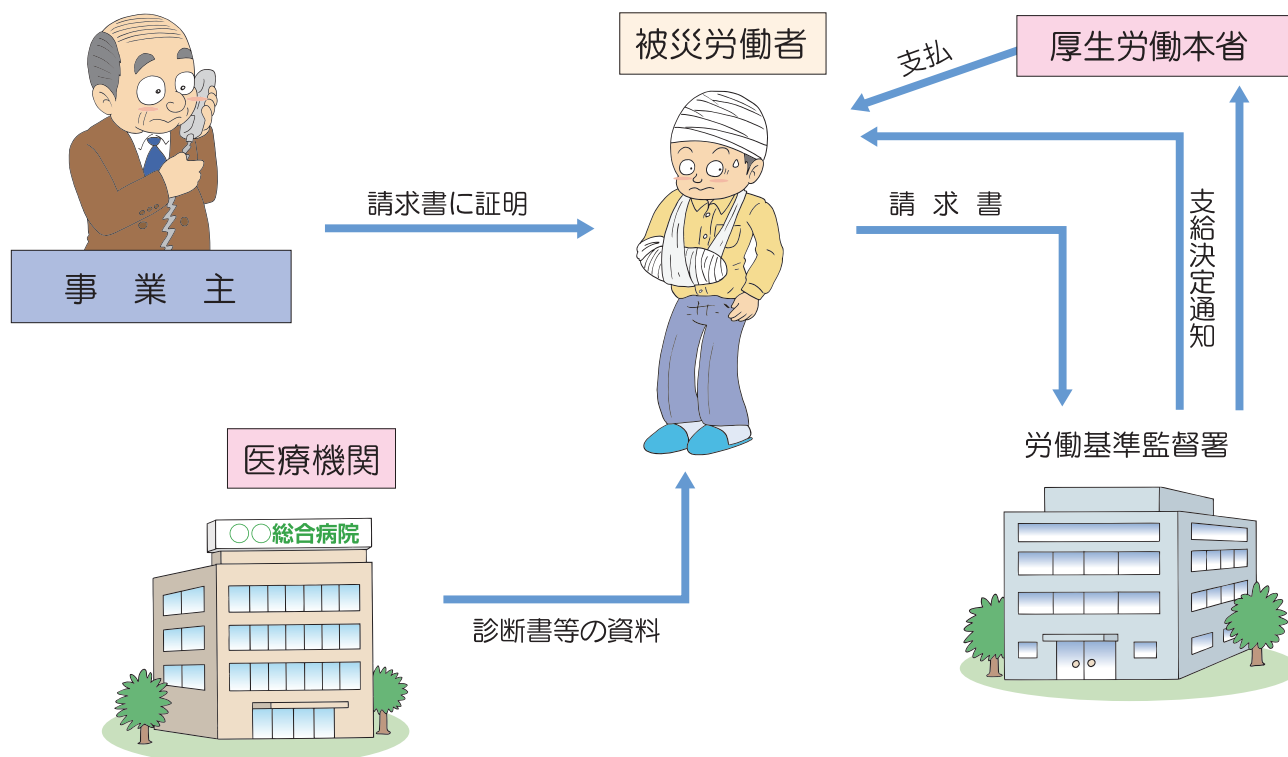 被災労働者
厚生労働本省
支払
請求書に証明
請求書
支給決定通知
事業主
医療機関
労働基準監督署
○○総合病院
診断書等の資料